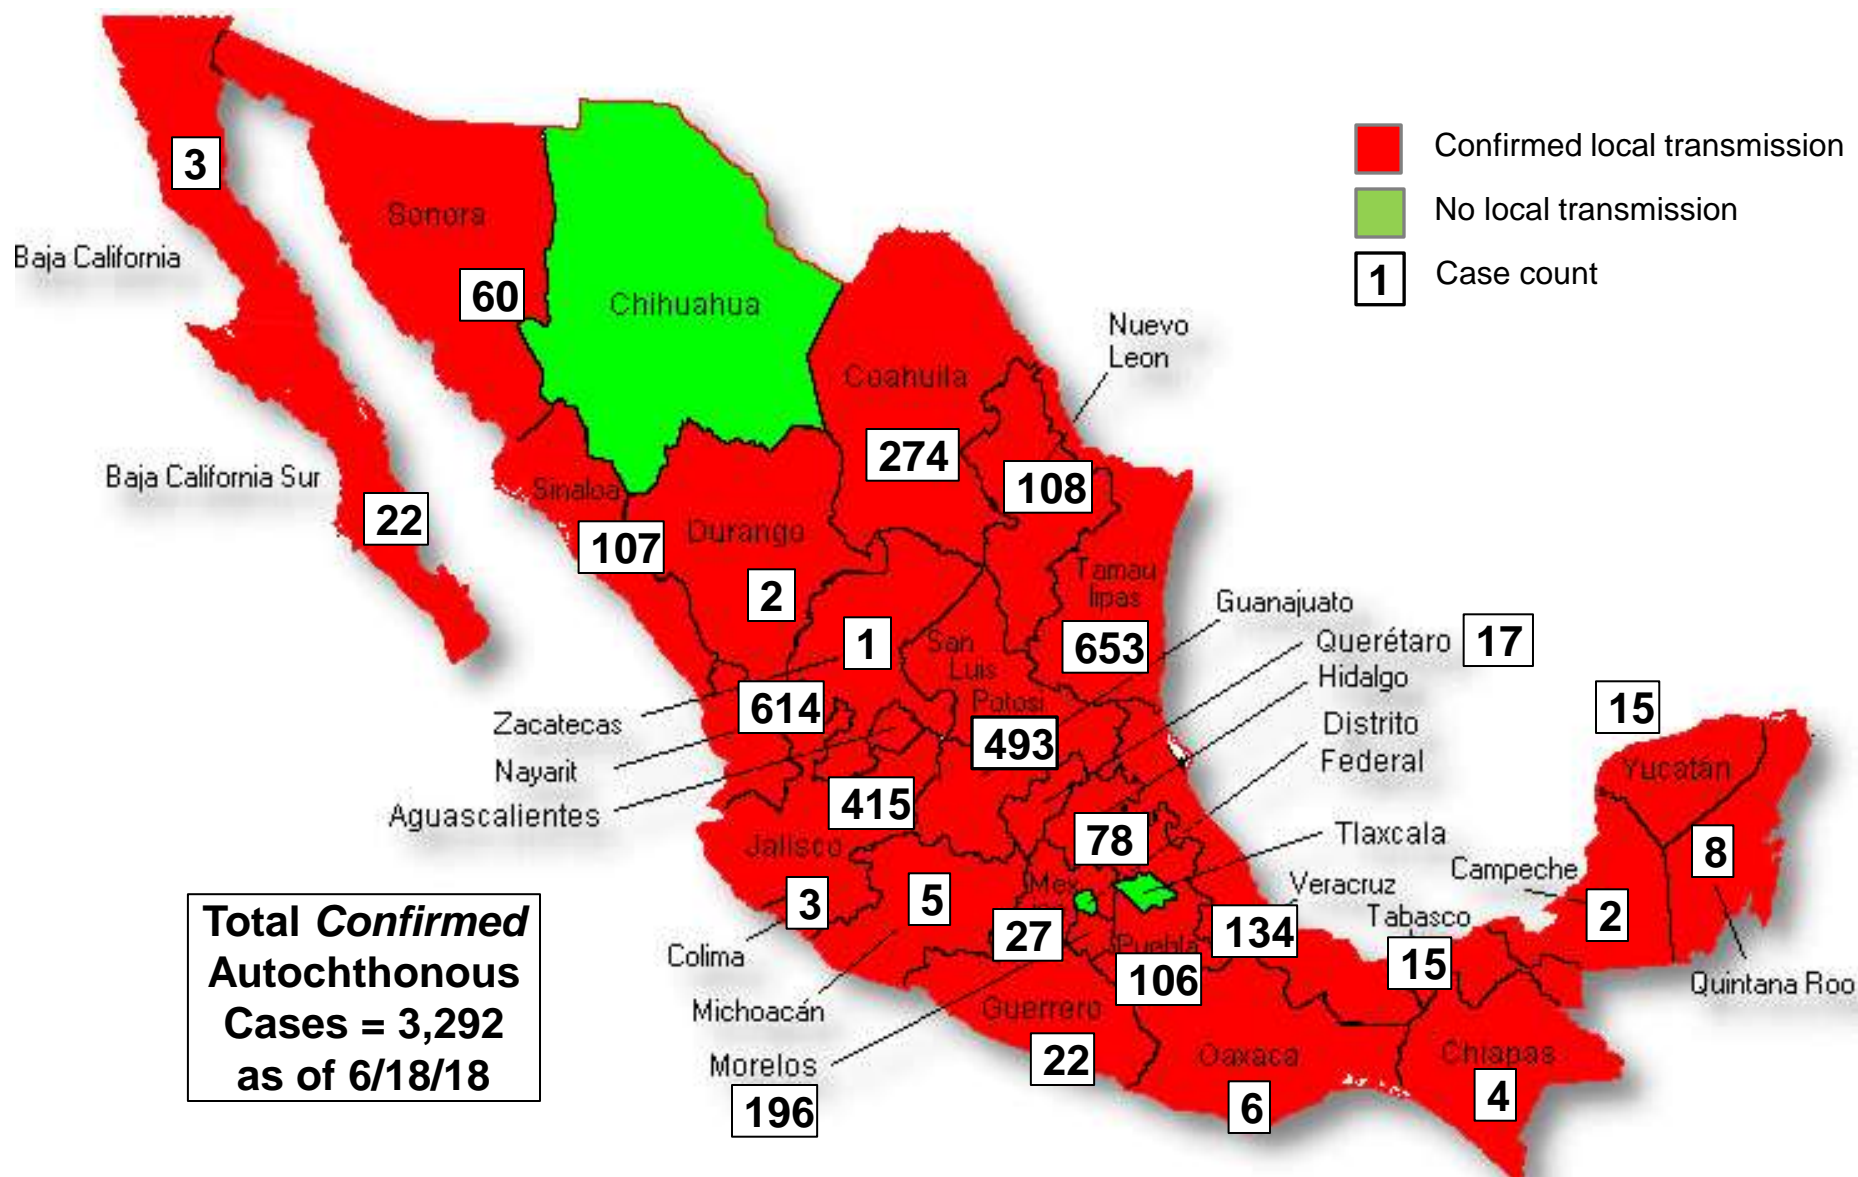 Confirmed local transmission
No local transmission
1 Case count
3
Baja California
Sonora
60
Chihuahua
Coahuila
274
Nuevo
Leon
108
Baja California Sur
22
Sinaloa
107
Durango
2
Tamau
lipas
653
1
San
Luis
Potosi
493
Guanajuato
Querétaro 17
Hidalgo
Distrito
Federal
Zacatecas
614
Nayarit
Aguascalientes
415
Jalisco
78
Tlaxcala
15
Yucatan
8
Campeche
2
Quintana Roo
Veracruz
134
Tabasco
15
Mex
27
Puebla
106
3
Colima
5
Michoacán
Guerrero
22
Morelos
196
Oaxaca
6
Chiapas
4
Total Confirmed
Autochthonous
Cases = 3,292
as of 6/18/18